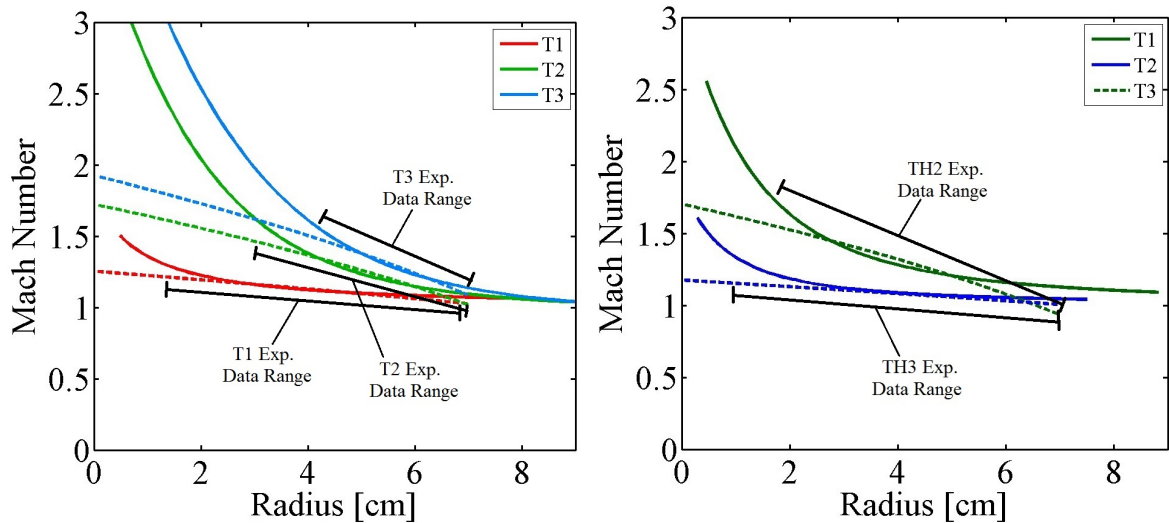 3
2.5
2
1.5
1
0.5
0
0
2
4
6
8
Mach Number
Radius [cm]
T1
T2
T3
T3 Exp.
Data Range
T1 Exp.
Data Range
T2 Exp.
Data Range
3
2.5
2
1.5
1
0.5
0
0
2
4
6
8
Mach Number
Radius [cm]
T1
T2
T3
TH2 Exp.
Data Range
TH3 Exp.
Data Range